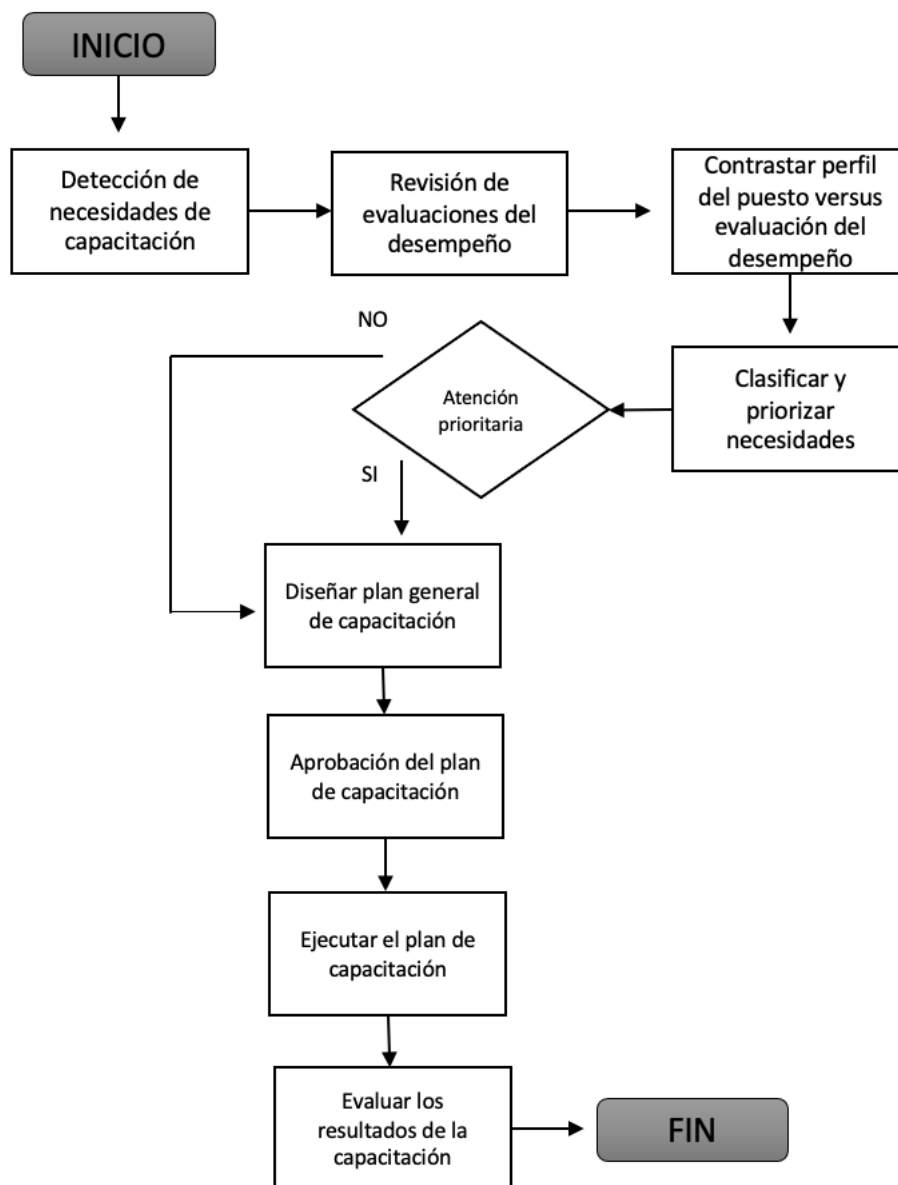 INICIO
Detección de
necesidades de
capacitación
Revisión de
evaluaciones del
desempeño
Contrastar perfil
del puesto versus
evaluación del
desempeño
Clasificar y
priorizar
necesidades
Atención
prioritaria
NO
SI
Diseñar plan general
de capacitación
Aprobación del plan
de capacitación
Ejecutar el plan de
capacitación
Evaluar los
resultados de la
capacitación
FIN